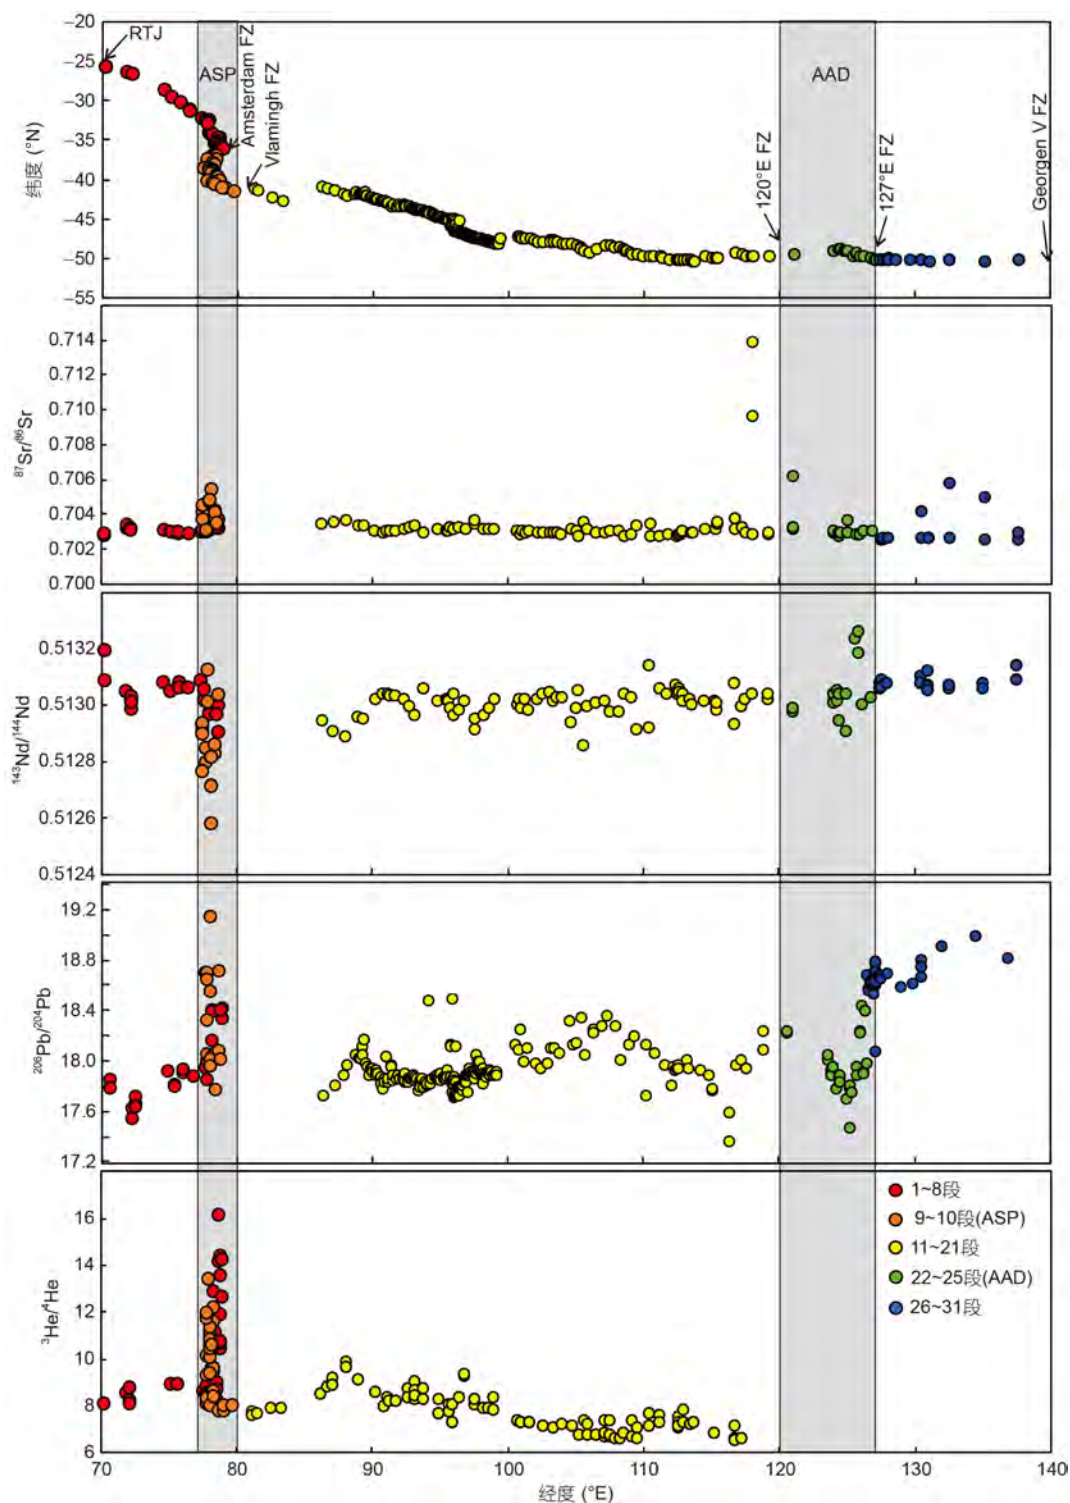 −20
−25
−30
−35
−40
−45
−50
−55
纬度 (°N)
RTJ
ASP
Amsterdam FZ
Vlamingh FZ
AAD
120°E FZ
127°E FZ
Georgen V FZ
0.714
0.712
0.710
0.708
0.706
0.704
0.702
0.700
⁸⁷Sr/⁸⁶Sr
0.5132
0.5130
0.5128
0.5126
0.5124
¹⁴³Nd/¹⁴⁴Nd
19.2
18.8
18.4
18.0
17.6
17.2
²⁰⁶Pb/²⁰⁴Pb
16
14
12
10
8
6
³He/⁴He
1~8段
9~10段(ASP)
11~21段
22~25段(AAD)
26~31段
70 80 90 100 110 120 130 140
经度 (°E)